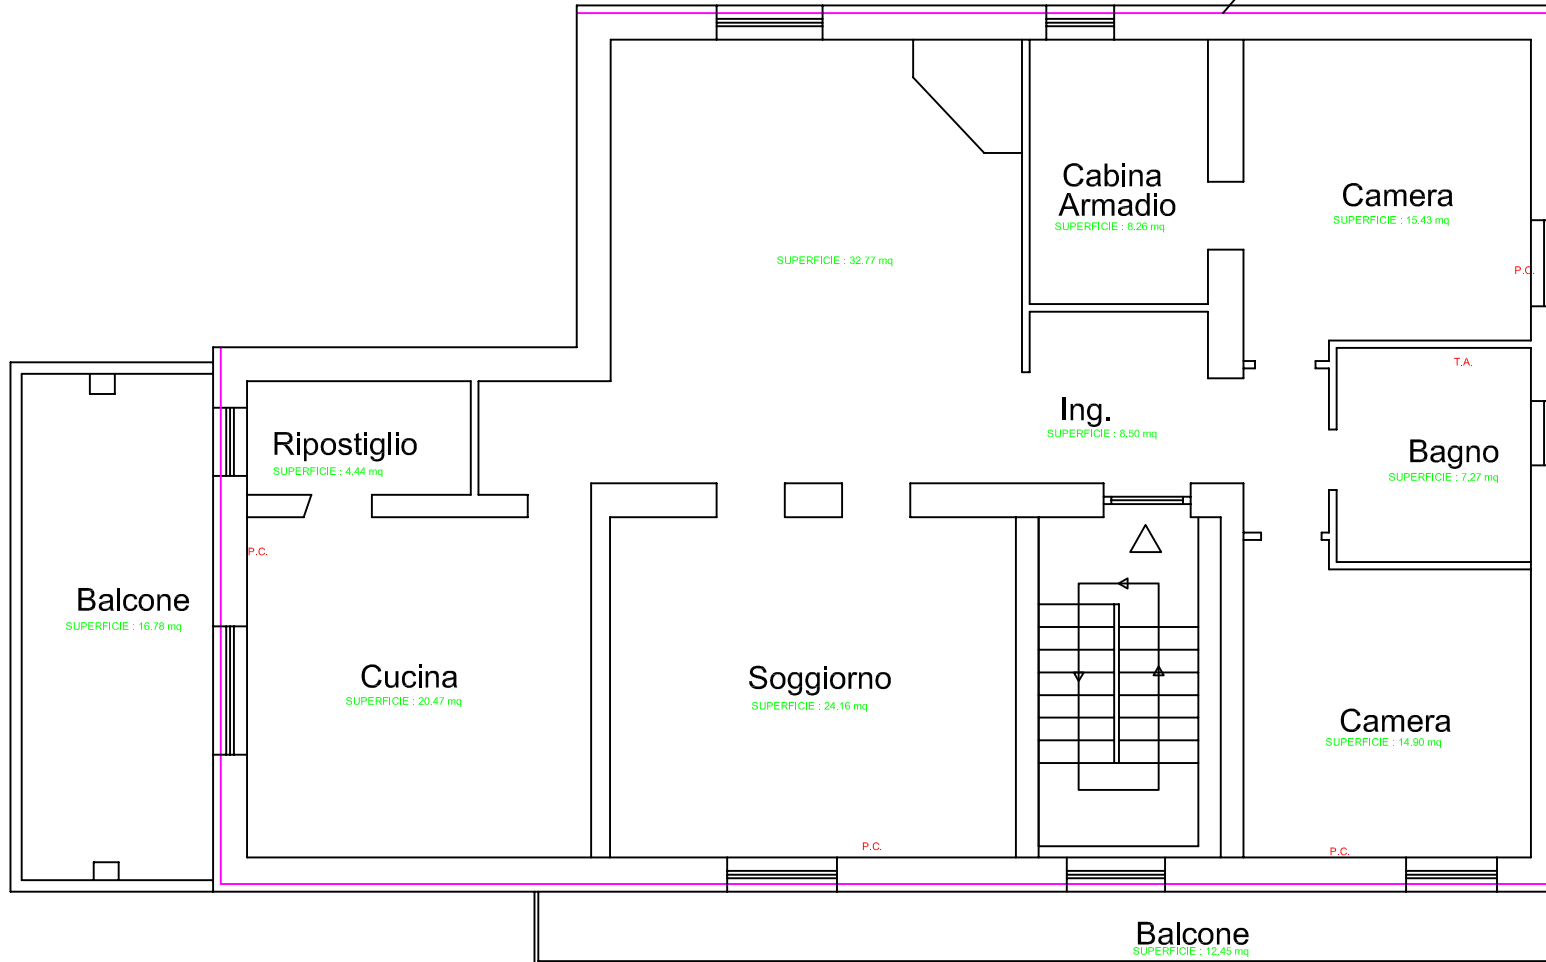 Cabina
Armadio
SUPERFICIE : 8.26 mq
Camera
SUPERFICIE : 15.43 mq
SUPERFICIE : 32.77 mq
P.C.
T.A.
Ing.
SUPERFICIE : 8.50 mq
Ripostiglio
SUPERFICIE : 4.44 mq
Bagno
SUPERFICIE : 7.27 mq
P.C.
Balcone
SUPERFICIE : 16.78 mq
Cucina
SUPERFICIE : 20.47 mq
Soggiorno
SUPERFICIE : 24.16 mq
Camera
SUPERFICIE : 14.90 mq
P.C.
P.C.
Balcone
SUPERFICIE : 12.45 mq